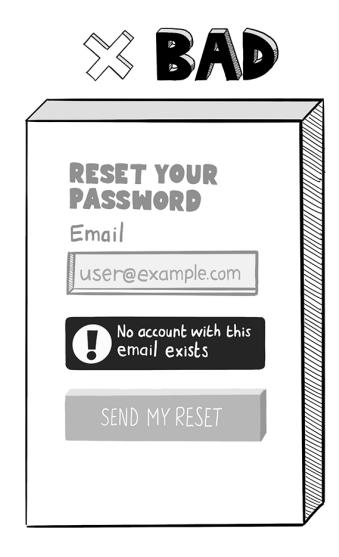 BAD
RESET YOUR
PASSWORD
Email
user@example.com
No account with this
email exists
SEND MY RESET